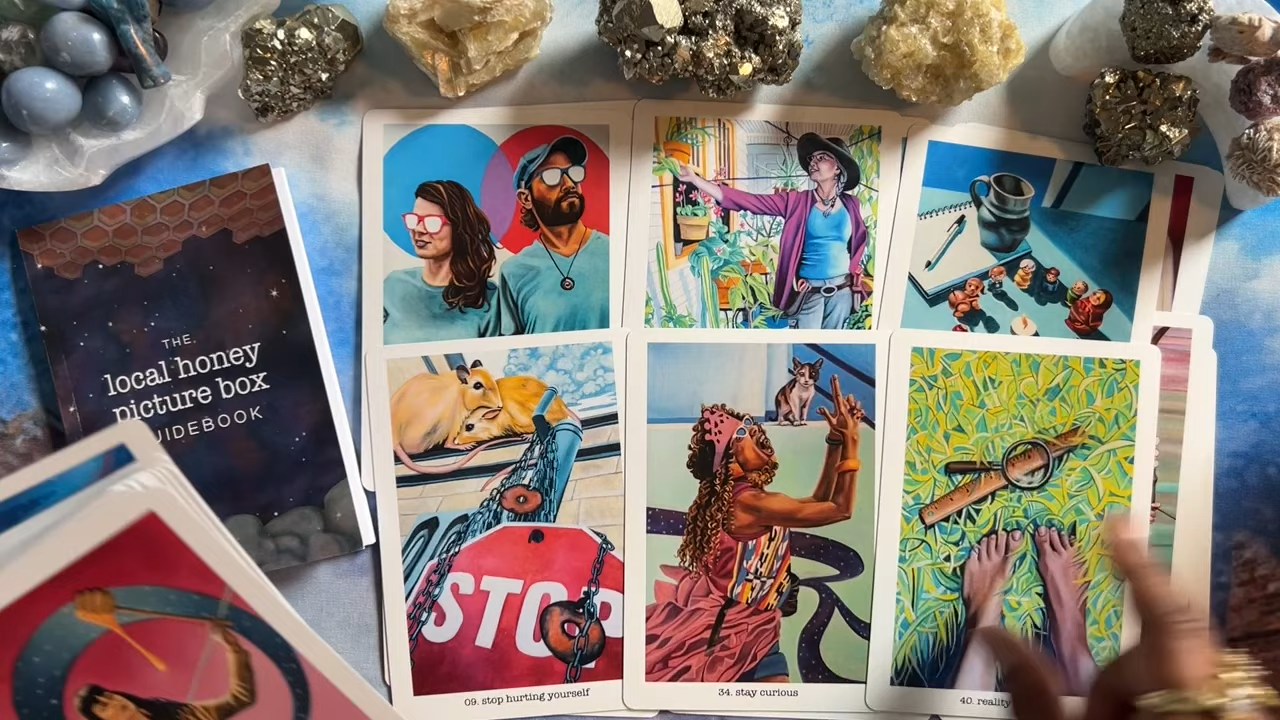 THE.
local honey
picture box
UIDEBOOK
STOP
09. stop hurting yourself
34. stay curious
40. reality